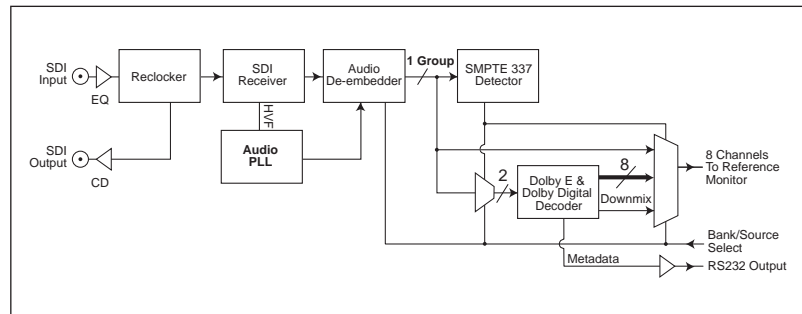 SDI
Input
EQ
Reclocker
SDI
Receiver
Audio
De-embedder
1 Group
SMPTE 337
Detector
HVF
Audio
PLL
SDI
Output
CD
2
Dolby E &
Dolby Digital
Decoder
8
Downmix
8 Channels
To Reference
Monitor
Bank/Source
Select
Metadata
RS232 Output